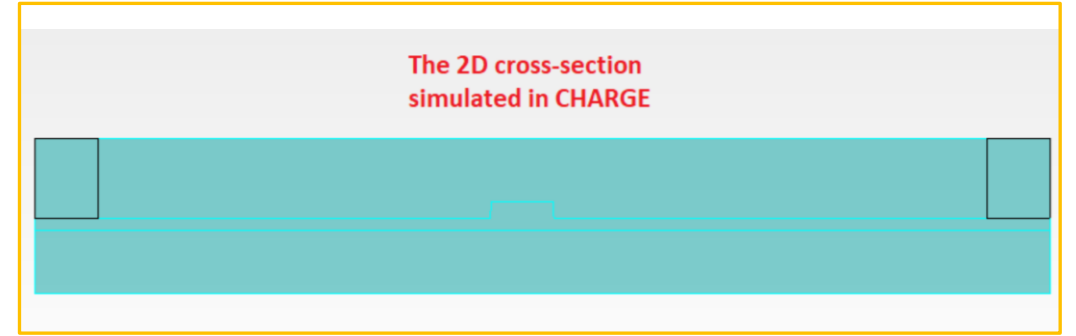 The 2D cross-section
simulated in CHARGE